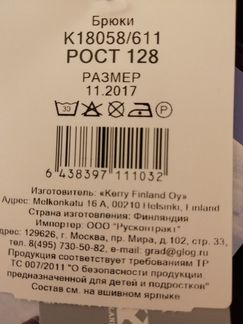 Брюки
K18058/611
РОСТ 128
РАЗМЕР
11.2017
30
P
6 438397 111032
Изготовитель: «Kerry Finland Oy»
Адрес: Melkonkatu 16 A, 00210 Helsinki, Finland
Страна изготовления: Финляндия
Импортер: ООО "Русконтракт"
Адрес: 129626, г. Москва, пр. Мира, д.102, стр. 33,
тел. 8(495) 730-50-82, e-mail: grad@glog.ru
Продукция соответствует требованиям ТР
ТС 007/2011 "О безопасности продукции
предназначенной для детей и подростков"
Состав см. на вшивном ярлыке